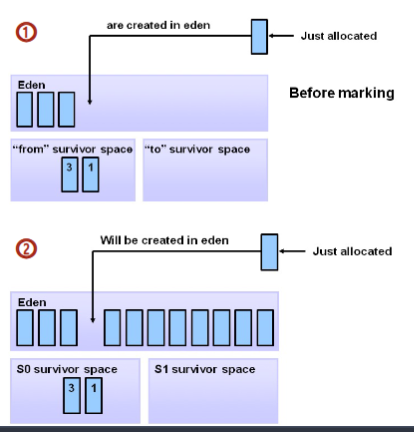 1
are created in eden
Just allocated
Before marking
Eden
"from" survivor space
"to" survivor space
3 1
2
Will be created in eden
Just allocated
Eden
S0 survivor space
S1 survivor space
3 1